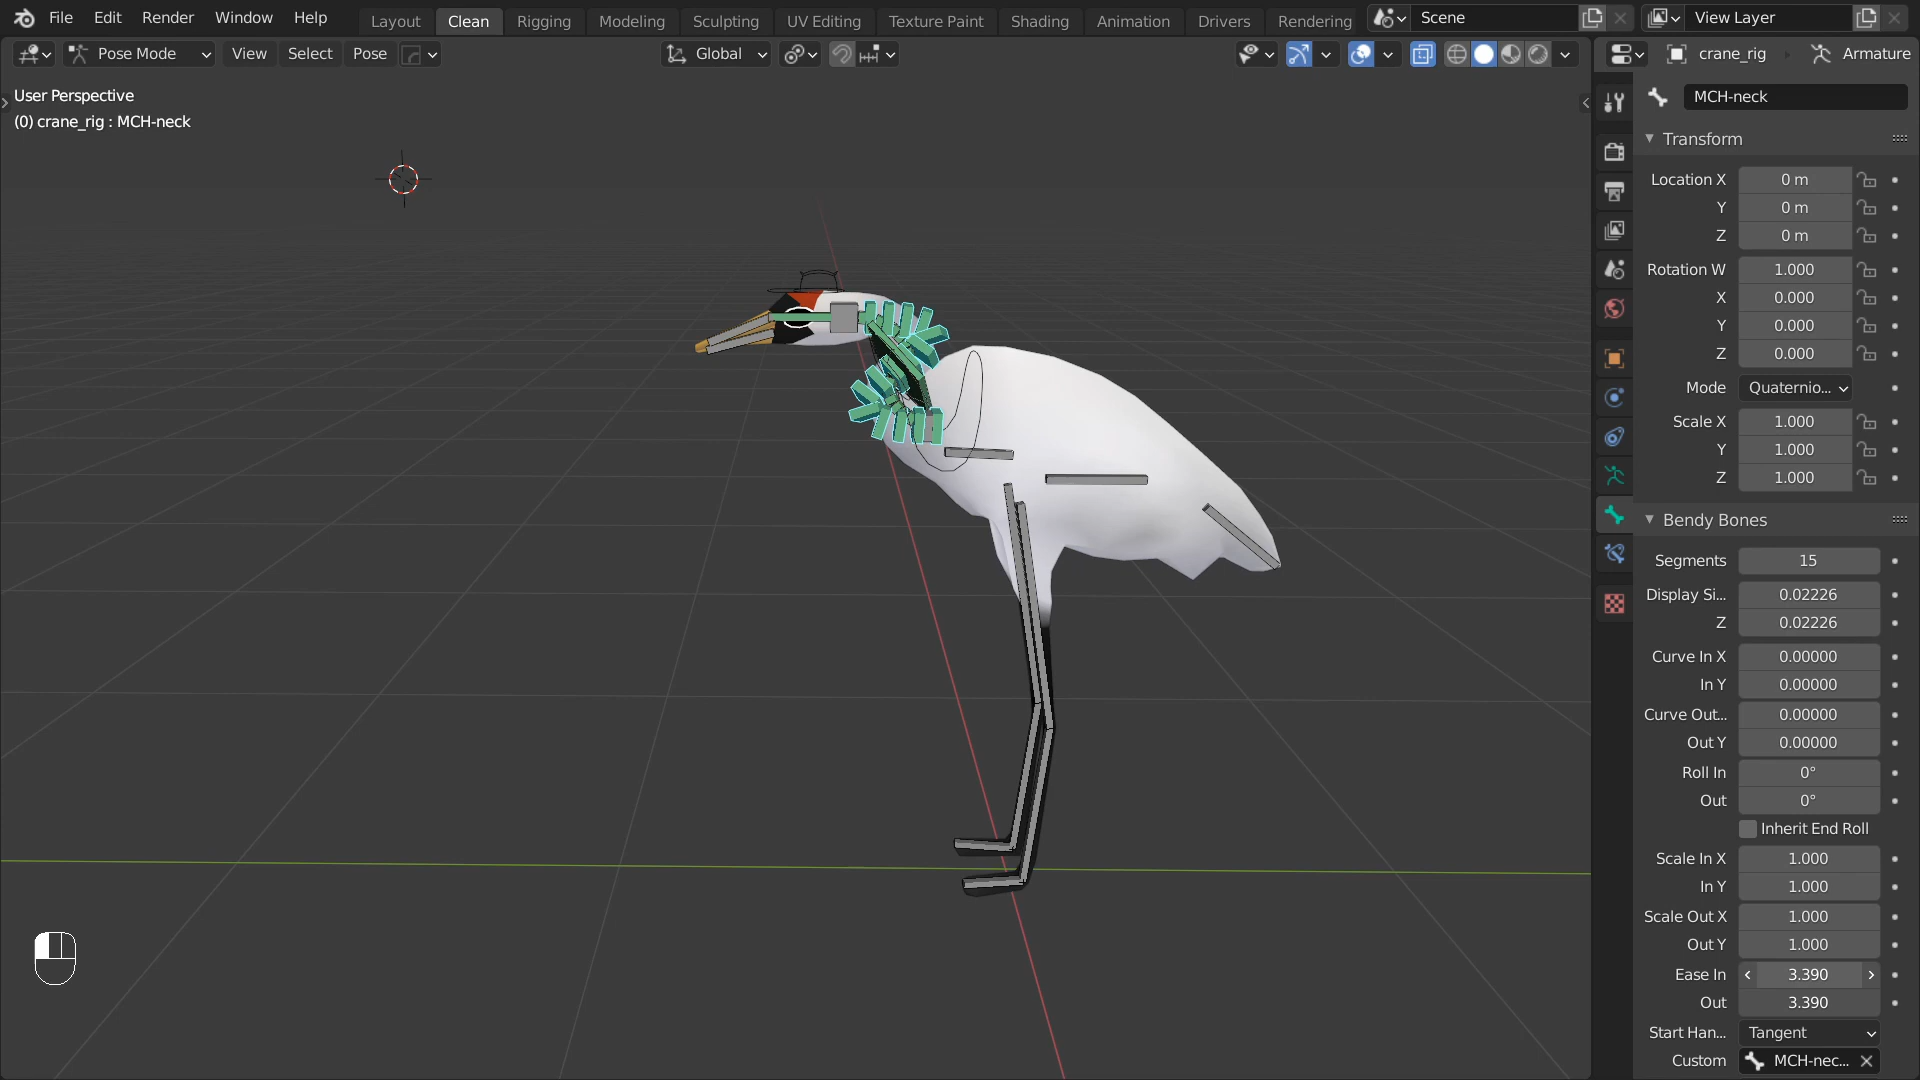 File Edit Render Window Help Layout Clean Rigging Modeling Sculpting UV Editing Texture Paint Shading Animation Drivers Rendering Scene View Layer
Pose Mode View Select Pose Global crane_rig Armature
User Perspective
(0) crane_rig : MCH-neck
MCH-neck
Transform
Location X 0 m
Y 0 m
Z 0 m
Rotation W 1.000
X 0.000
Y 0.000
Z 0.000
Mode Quaternio...
Scale X 1.000
Y 1.000
Z 1.000
Bendy Bones
Segments 15
Display Si... 0.02226
Z 0.02226
Curve In X 0.00000
In Y 0.00000
Curve Out... 0.00000
Out Y 0.00000
Roll In 0°
Out 0°
Inherit End Roll
Scale In X 1.000
In Y 1.000
Scale Out X 1.000
Out Y 1.000
Ease In 3.390
Out 3.390
Start Han... Tangent
Custom MCH-nec...